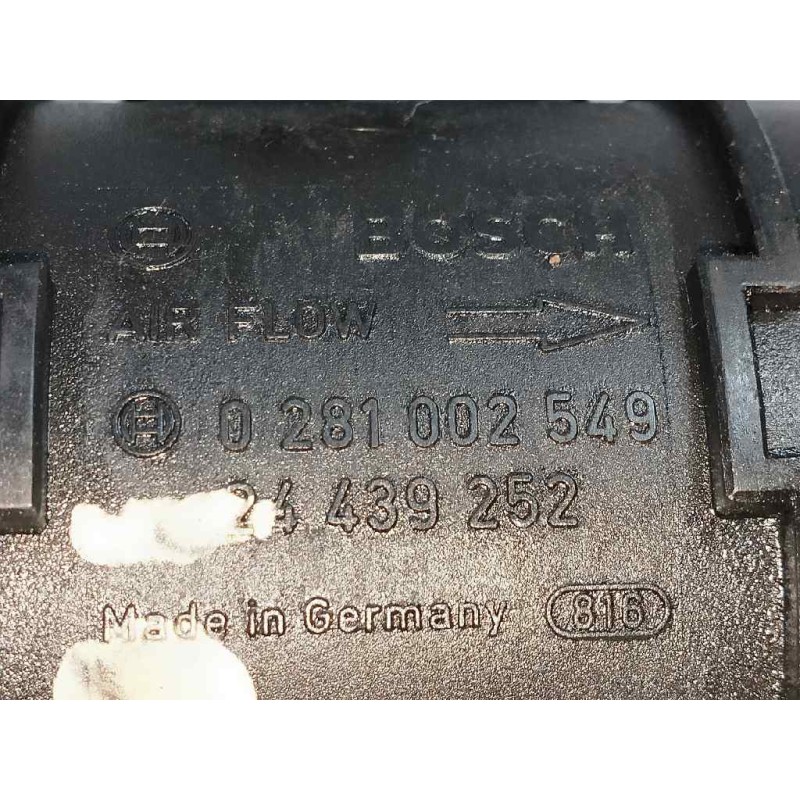 BOSCH
AIR FLOW
0 281 002 549
24 439 252
Made in Germany 816